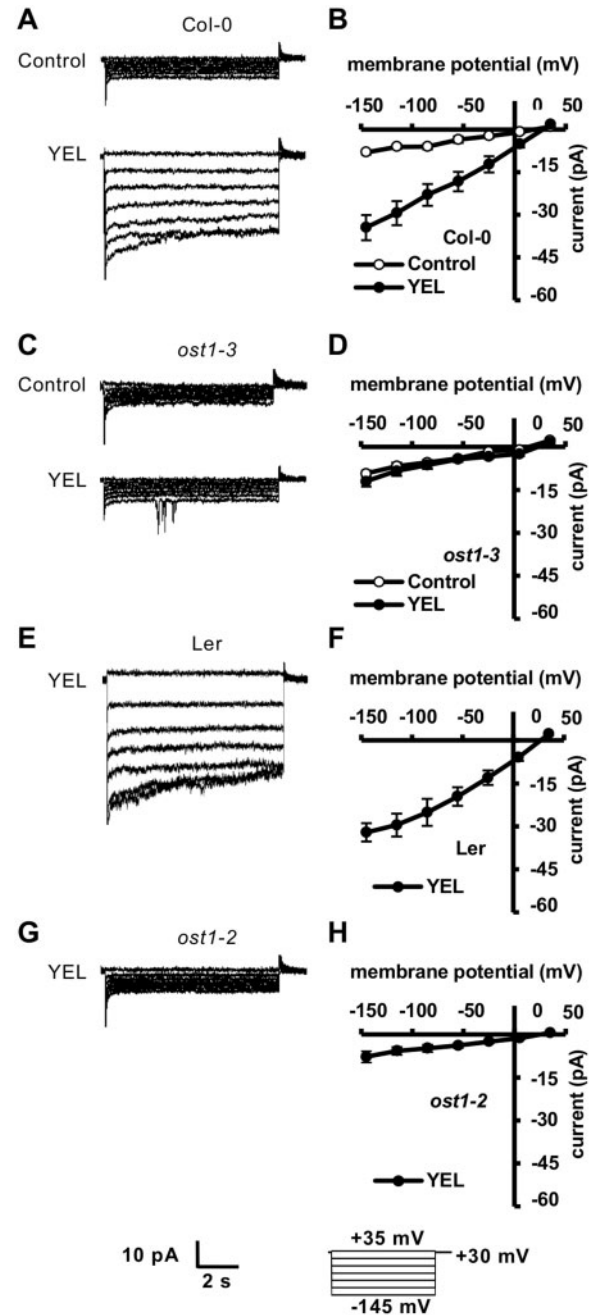 A
Col-0
Control
YEL
B
membrane potential (mV)
-150 -100 -50 0 50
-15
-30
-45
-60
current (pA)
Col-0
Control
YEL
C
ost1-3
Control
YEL
D
membrane potential (mV)
-150 -100 -50 0 50
-15
-30
-45
-60
current (pA)
ost1-3
Control
YEL
E
Ler
YEL
F
membrane potential (mV)
-150 -100 -50 0 50
-15
-30
-45
-60
current (pA)
Ler
YEL
G
ost1-2
YEL
H
membrane potential (mV)
-150 -100 -50 0 50
-15
-30
-45
-60
current (pA)
ost1-2
YEL
10 pA
2 s
+35 mV
+30 mV
-145 mV